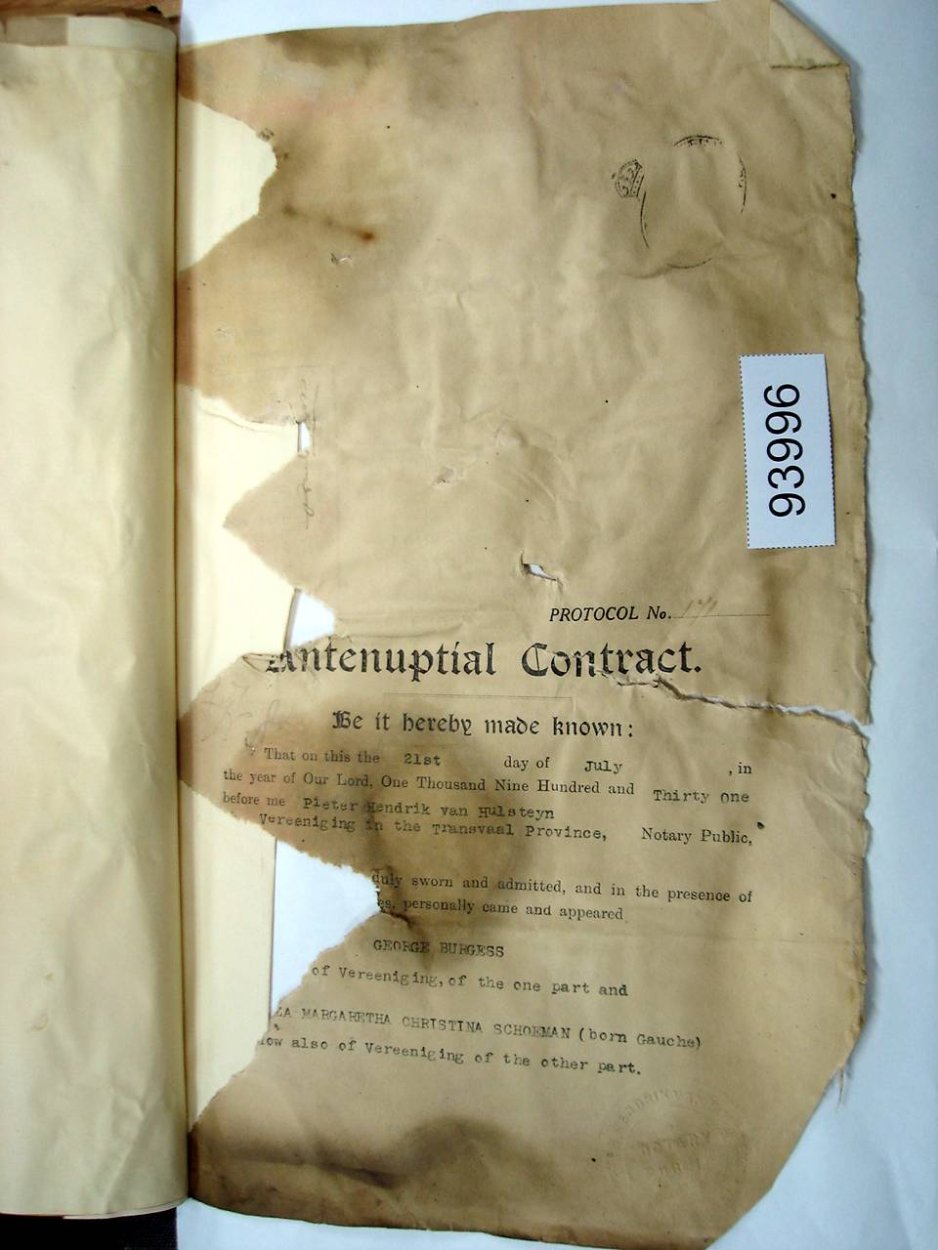 93996
PROTOCOL No. 171
Antenuptial Contract.
Be it hereby made known:
That on this the 21st day of July , in
the year of Our Lord, One Thousand Nine Hundred and Thirty one
before me Pieter Hendrik van Hulsteyn
Vereeniging in the Transvaal Province, Notary Public,
duly sworn and admitted, and in the presence of
es, personally came and appeared
GEORGE BURGESS
of Vereeniging, of the one part and
ZA MARGARETHA CHRISTINA SCHOEMAN (born Gauche)
ow also of Vereeniging of the other part.